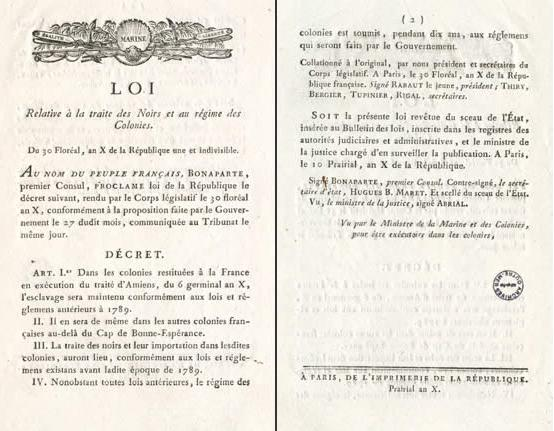 ÉGALITÉ MARINE LIBERTÉ
LOI
Relative à la traite des Noirs et au régime des
Colonies.
Du 30 Floréal, an X de la République une et indivisible.
AU NOM DU PEUPLE FRANÇAIS, BONAPARTE,
premier Consul, PROCLAME loi de la République le
décret suivant, rendu par le Corps législatif le 30 floréal
an X, conformément à la proposition faite par le Gouver-
nement le 27 dudit mois, communiquée au Tribunat le
même jour.
DÉCRET.
ART. I.er Dans les colonies restituées à la France
en exécution du traité d'Amiens, du 6 germinal an X,
l'esclavage sera maintenu conformément aux lois et ré-
glemens antérieurs à 1789.
II. Il en sera de même dans les autres colonies fran-
çaises au-delà du Cap de Bonne-Espérance.
III. La traite des noirs et leur importation dans lesdites
colonies, auront lieu, conformément aux lois et régle-
mens existans avant ladite époque de 1789.
IV. Nonobstant toutes lois antérieures, le régime des
( 2 )
colonies est soumis, pendant dix ans, aux réglemens
qui seront faits par le Gouvernement.
Collationné à l'original, par nous président et secrétaires du
Corps législatif. A Paris, le 30 Floréal, an X de la Répu-
blique française. Signé RABAUT le jeune, président ; THIRY,
BERGIER, TUPINIER, RIGAL, secrétaires.
SOIT la présente loi revêtue du sceau de l'État,
insérée au Bulletin des lois, inscrite dans les registres des
autorités judiciaires et administratives, et le ministre
de la justice chargé d'en surveiller la publication. A Paris,
le 10 Prairial, an X de la République.
Signé BONAPARTE, premier Consul. Contre-signé, le secré-
taire d'état, HUGUES B. MARET. Et scellé du sceau de l'État.
Vu, le ministre de la justice, signé ABRIAL.
Vu par le Ministre de la Marine et des Colonies,
pour être exécutoire dans les colonies,
A PARIS, DE L'IMPRIMERIE DE LA RÉPUBLIQUE.
Prairial an X.